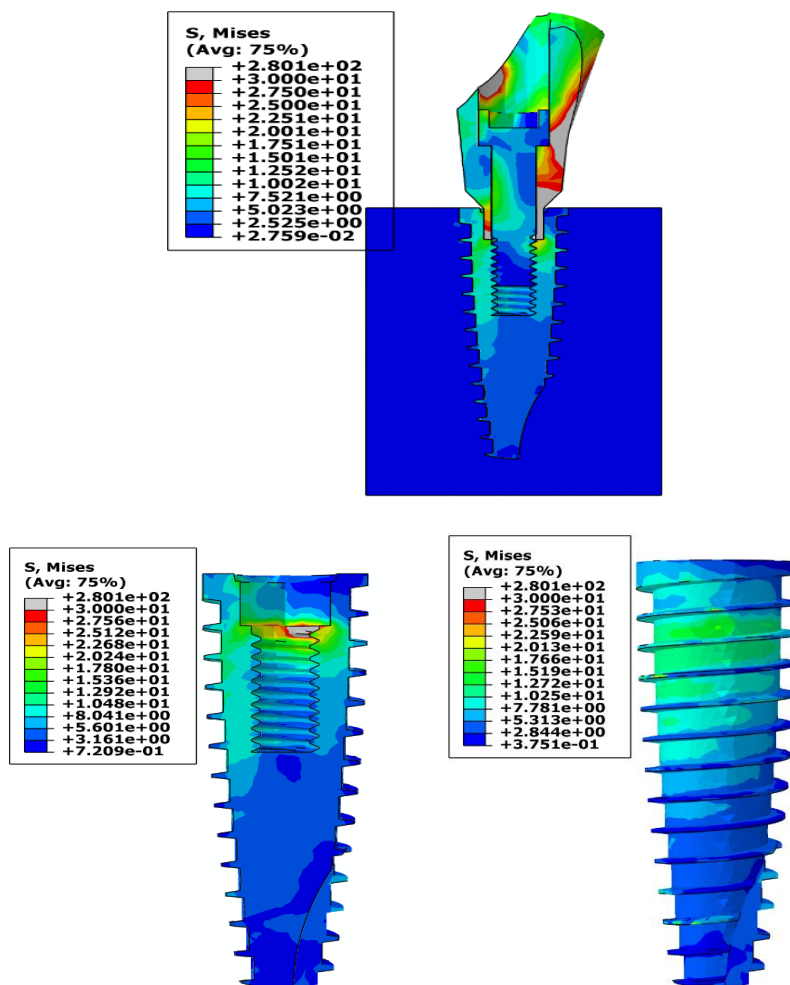 S, Mises
(Avg: 75%)
+2.801e+02
+3.000e+01
+2.750e+01
+2.500e+01
+2.251e+01
+2.001e+01
+1.751e+01
+1.501e+01
+1.252e+01
+1.002e+01
+7.521e+00
+5.023e+00
+2.525e+00
+2.759e-02
S, Mises
(Avg: 75%)
+2.801e+02
+3.000e+01
+2.756e+01
+2.512e+01
+2.268e+01
+2.024e+01
+1.780e+01
+1.536e+01
+1.292e+01
+1.048e+01
+8.041e+00
+5.601e+00
+3.161e+00
+7.209e-01
S, Mises
(Avg: 75%)
+2.801e+02
+3.000e+01
+2.753e+01
+2.506e+01
+2.259e+01
+2.013e+01
+1.766e+01
+1.519e+01
+1.272e+01
+1.025e+01
+7.781e+00
+5.313e+00
+2.844e+00
+3.751e-01